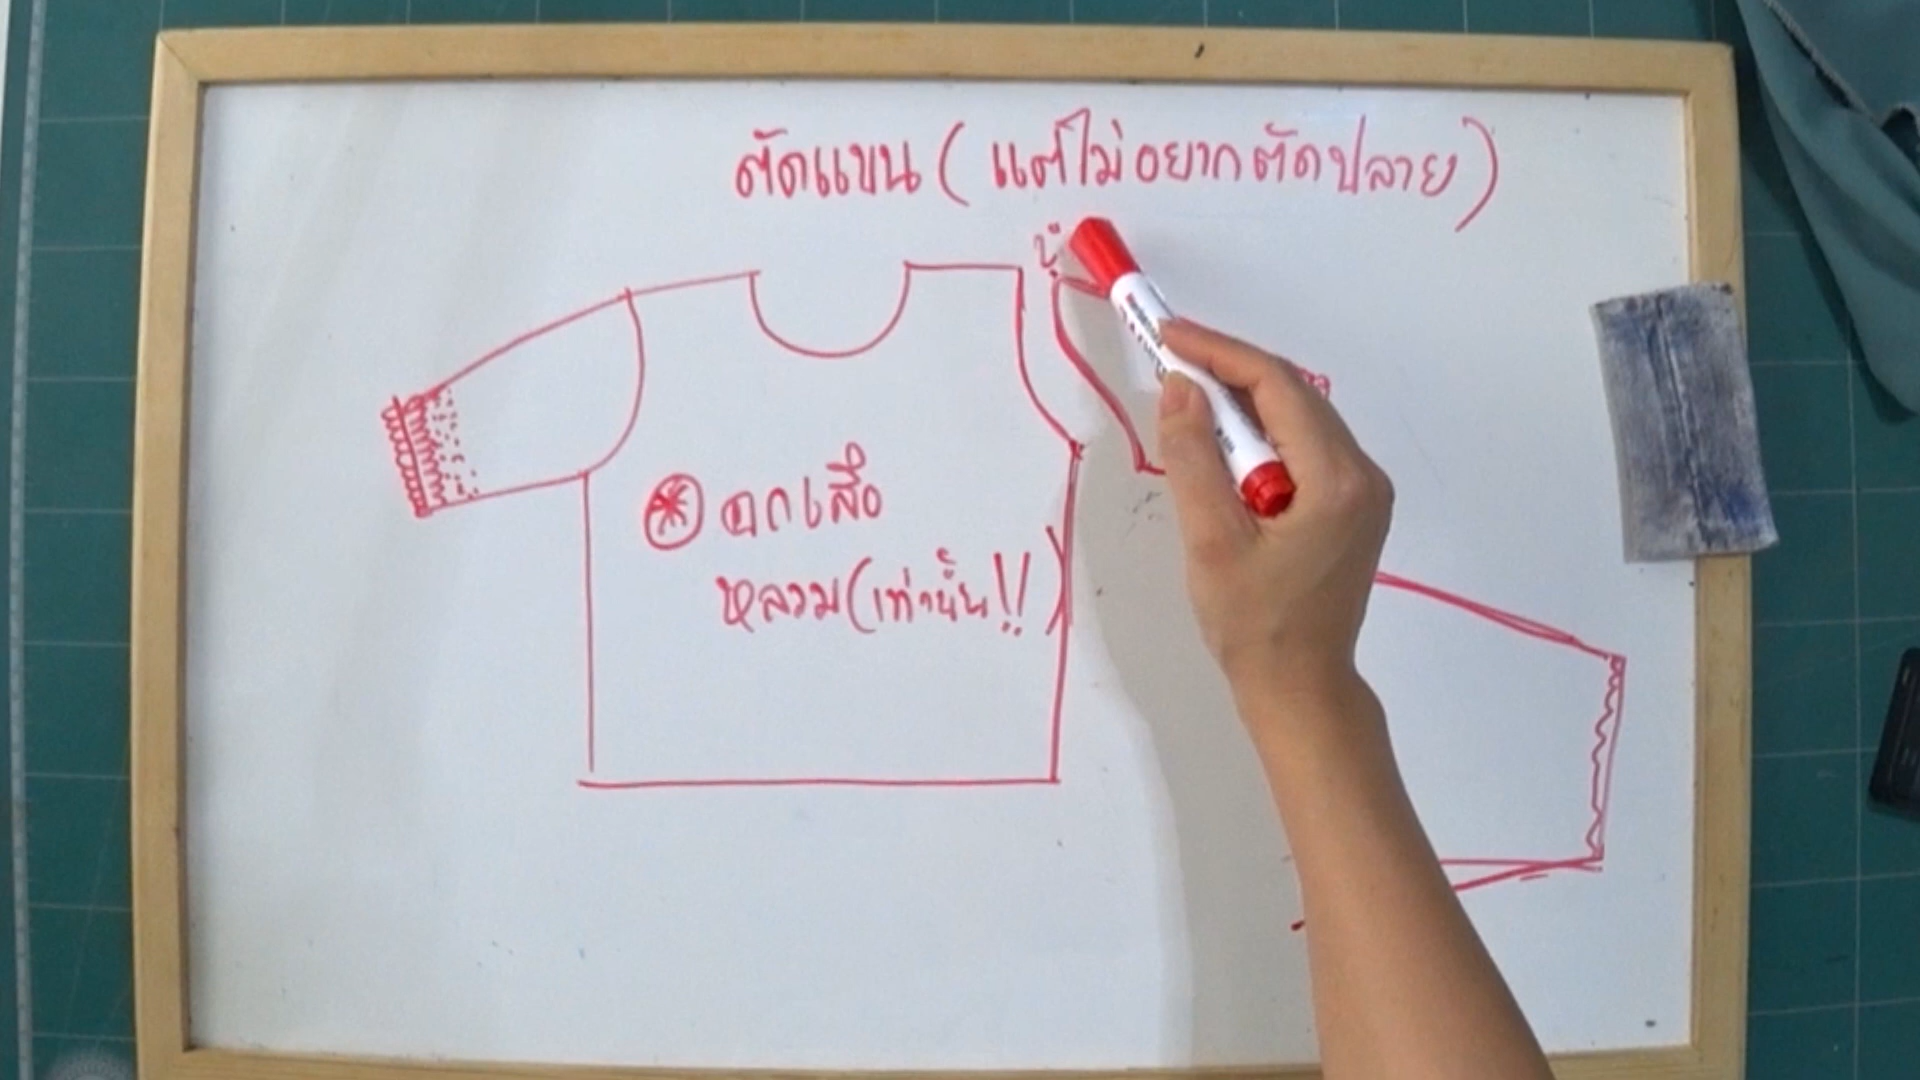 ตัดแขน (แต่ไม่อยากตัดปลาย)
อกเสื้อ
หลวม (เท่านั้น!!)